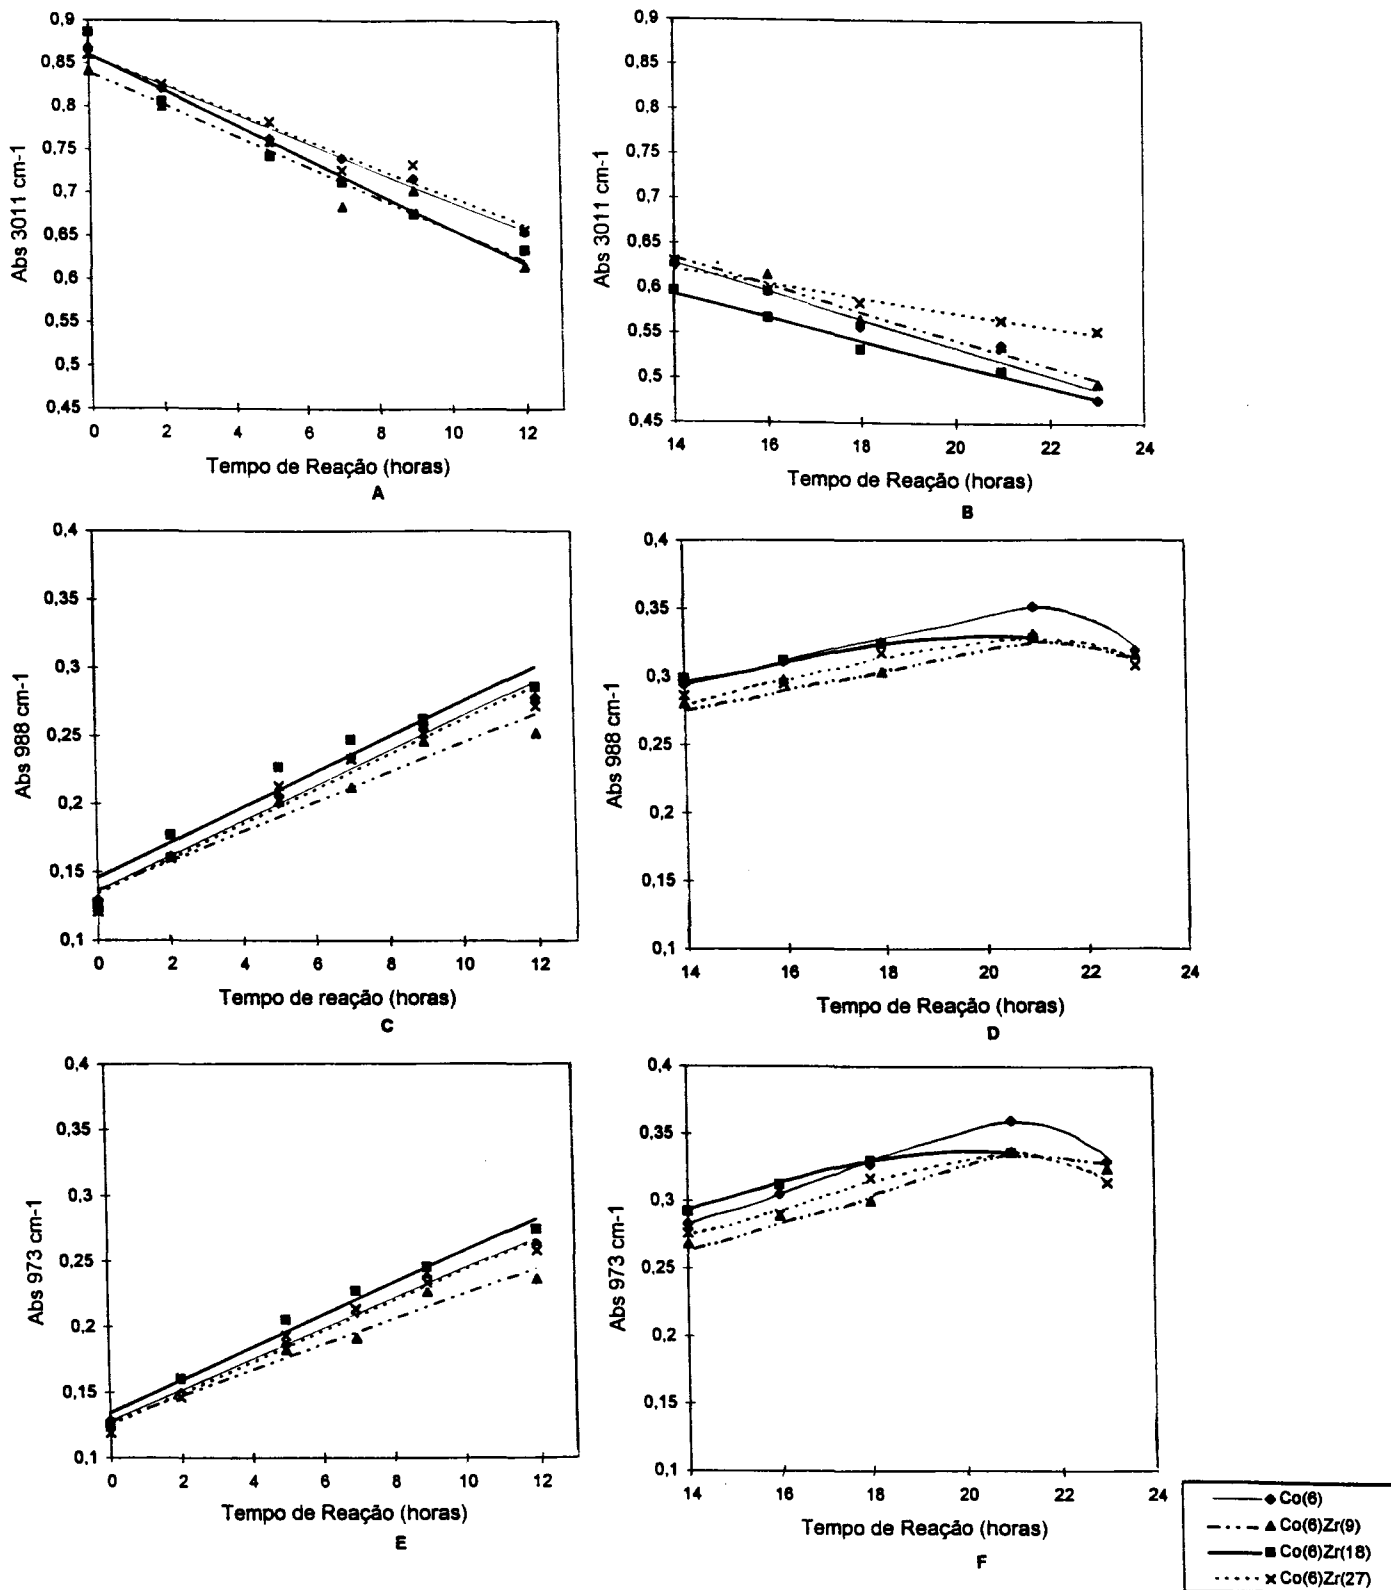 0,9
0,85
0,8
0,75
0,7
0,65
0,6
0,55
0,5
0,45
Abs 3011 cm-1
0 2 4 6 8 10 12
Tempo de Reação (horas)
A
0,9
0,85
0,8
0,75
0,7
0,65
0,6
0,55
0,5
0,45
Abs 3011 cm-1
14 16 18 20 22 24
Tempo de Reação (horas)
B
0,4
0,35
0,3
0,25
0,2
0,15
0,1
Abs 988 cm-1
0 2 4 6 8 10 12
Tempo de reação (horas)
C
0,4
0,35
0,3
0,25
0,2
0,15
0,1
Abs 988 cm-1
14 16 18 20 22 24
Tempo de Reação (horas)
D
0,4
0,35
0,3
0,25
0,2
0,15
0,1
Abs 973 cm-1
0 2 4 6 8 10 12
Tempo de Reação (horas)
E
0,4
0,35
0,3
0,25
0,2
0,15
0,1
Abs 973 cm-1
14 16 18 20 22 24
Tempo de Reação (horas)
F
Co(6)
Co(6)Zr(9)
Co(6)Zr(18)
Co(6)Zr(27)